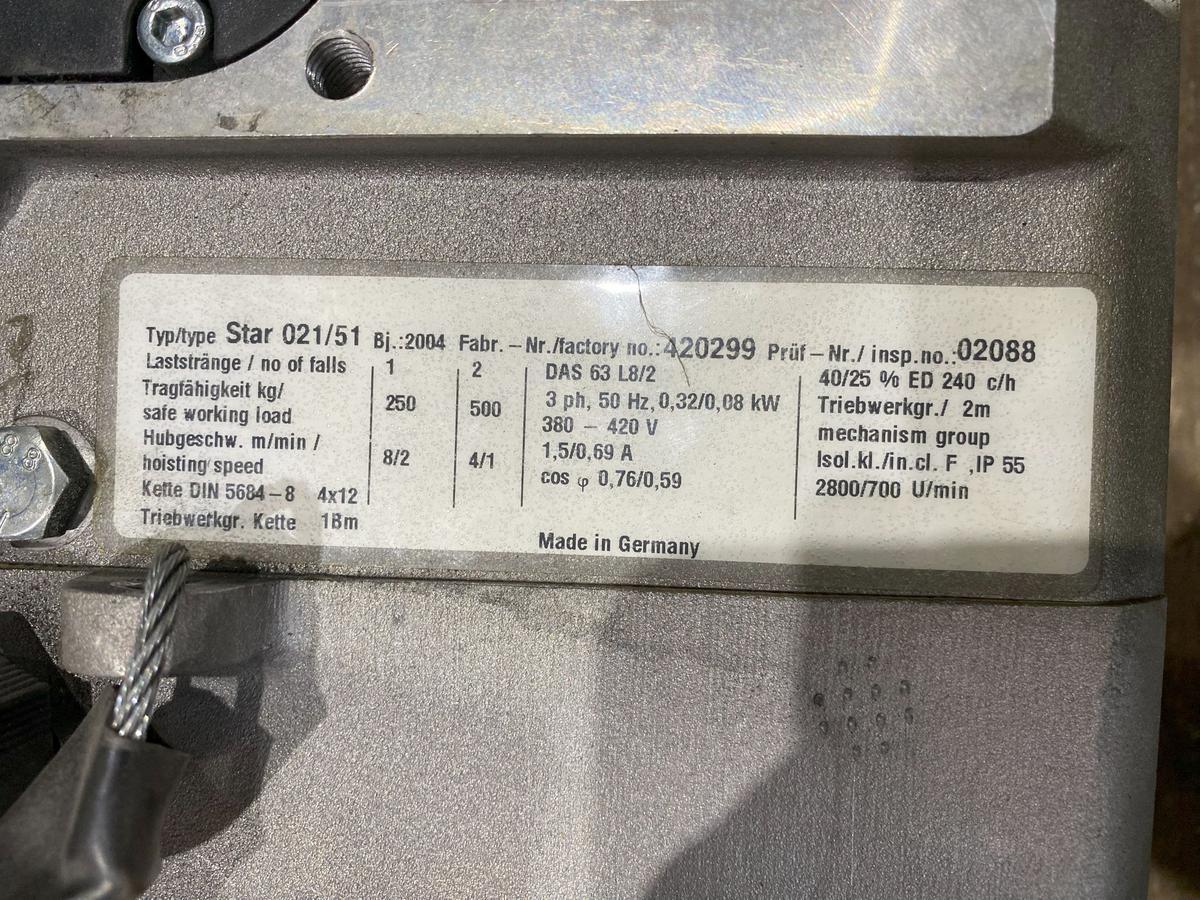 Typ/type Star 021/51 Bj.:2004 Fabr. – Nr./factory no.:420299 Prüf – Nr./ insp.no.:02088
Laststränge / no of falls 1 2 DAS 63 L8/2 40/25 % ED 240 c/h
Tragfähigkeit kg/ 3 ph, 50 Hz, 0,32/0,08 kW Triebwerkgr./ 2m
safe working load 250 500 380 – 420 V mechanism group
Hubgeschw. m/min / 1,5/0,69 A Isol.kl./in.cl. F ,IP 55
hoisting speed 8/2 4/1 cos φ 0,76/0,59 2800/700 U/min
Kette DIN 5684–8 4x12
Triebwerkgr. Kette 1Bm
Made in Germany